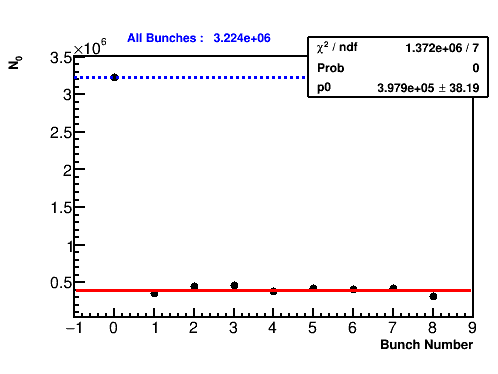 All Bunches : 3.224e+06
χ² / ndf 1.372e+06 / 7
Prob 0
p0 3.979e+05 ± 38.19
×10⁶
N₀
3.5
3
2.5
2
1.5
1
0.5
−1 0 1 2 3 4 5 6 7 8 9
Bunch Number